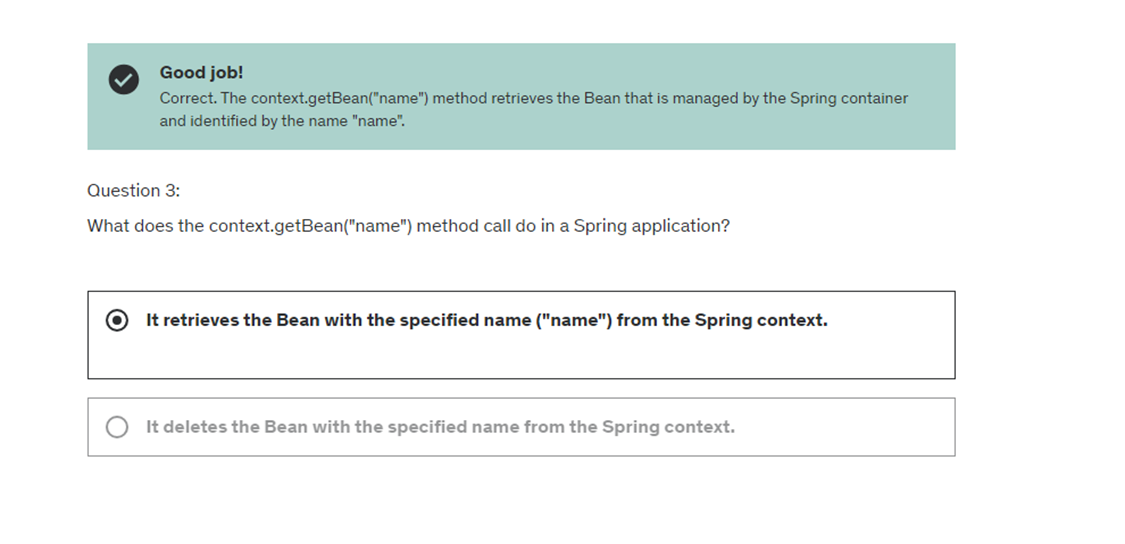 Good job!
Correct. The context.getBean("name") method retrieves the Bean that is managed by the Spring container
and identified by the name "name".
Question 3:
What does the context.getBean("name") method call do in a Spring application?
It retrieves the Bean with the specified name ("name") from the Spring context.
It deletes the Bean with the specified name from the Spring context.